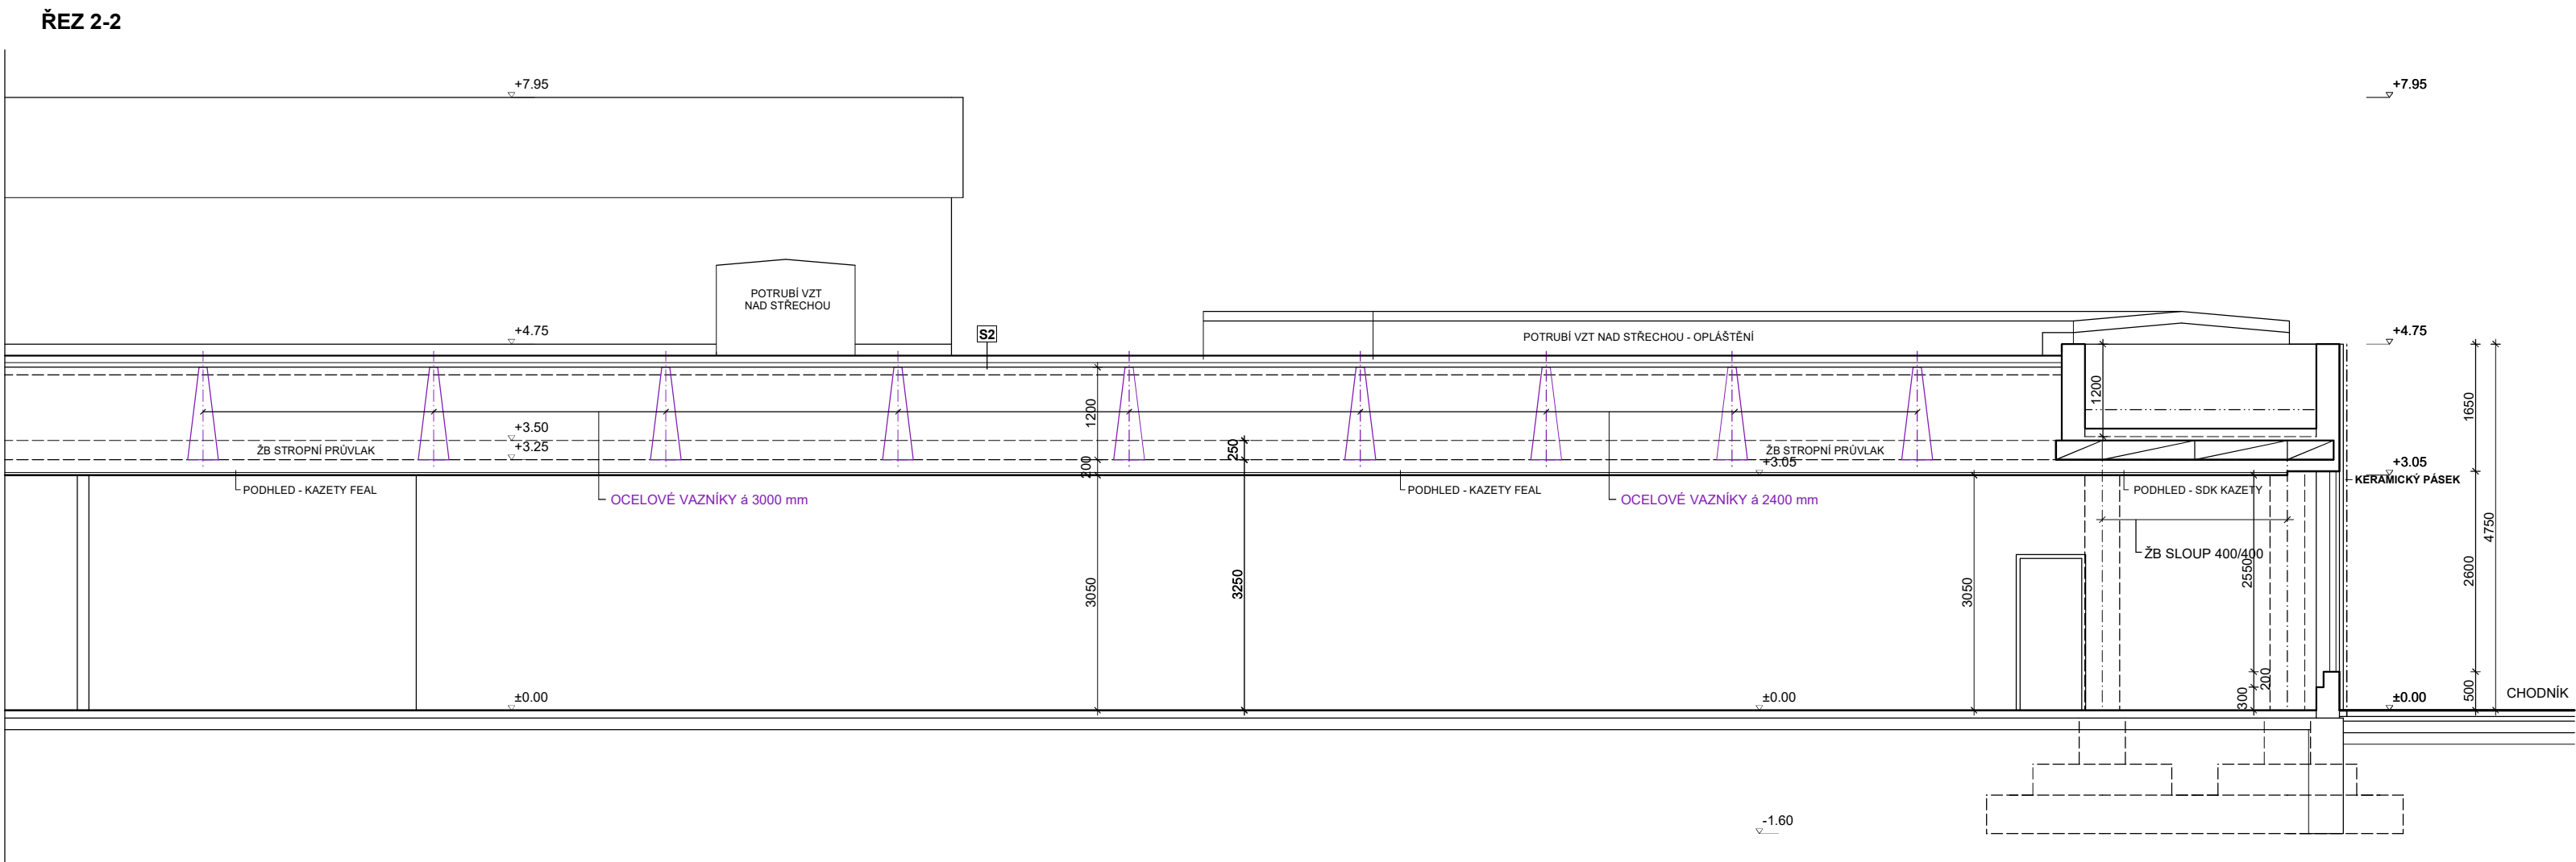 ŘEZ 2-2
+7.95
+7.95
POTRUBÍ VZT
NAD STŘECHOU
+4.75
S2
POTRUBÍ VZT NAD STŘECHOU - OPLÁŠTĚNÍ
+4.75
1200
1200
1650
+3.50
+3.25
ŽB STROPNÍ PRŮVLAK
250
200
ŽB STROPNÍ PRŮVLAK
+3.05
+3.05
PODHLED - KAZETY FEAL
OCELOVÉ VAZNÍKY á 3000 mm
PODHLED - KAZETY FEAL
OCELOVÉ VAZNÍKY á 2400 mm
PODHLED - SDK KAZETY
KERAMICKÝ PÁSEK
4750
ŽB SLOUP 400/400
3050
3250
3050
2550
2600
200
300
500
CHODNÍK
±0.00
±0.00
±0.00
-1.60